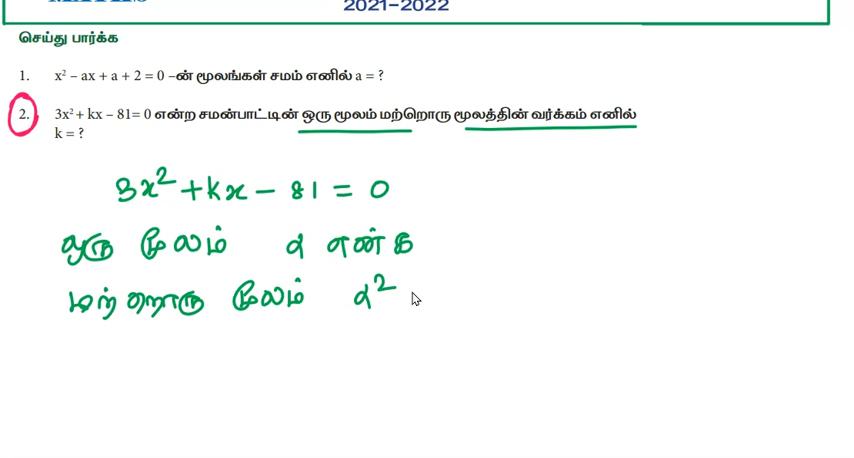 2021-2022
செய்து பார்க்க
1. x² – ax + a + 2 = 0 –ன் மூலங்கள் சமம் எனில் a = ?
2. 3x² + kx – 81= 0 என்ற சமன்பாட்டின் ஒரு மூலம் மற்றொரு மூலத்தின் வர்க்கம் எனில்
k = ?
3x² + kx – 81 = 0
ஒரு மூலம் α என்க
மற்றொரு மூலம் α²